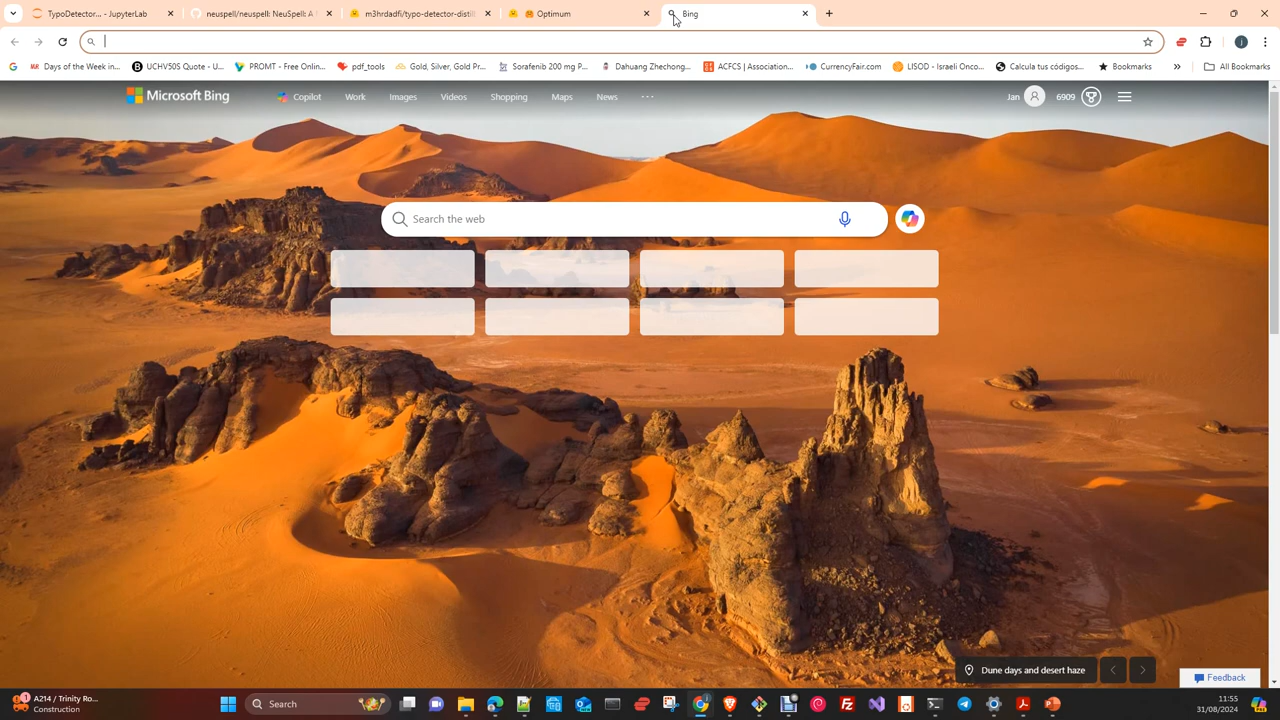 TypoDetector... - JupyterLab
neuspell/neuspell: NeuSpell: A
m3hrdadfi/typo-detector-distil
Optimum
Bing
Days of the Week in...
UCHV50S Quote - U...
PROMT - Free Onlin...
pdf_tools
Gold, Silver, Gold Pr...
Sorafenib 200 mg P...
Dahuang Zhechong...
ACFCS | Association...
CurrencyFair.com
LISOD - Israeli Onco...
Calcula tus códigos...
Bookmarks
All Bookmarks
Microsoft Bing
Copilot
Work
Images
Videos
Shopping
Maps
News
Jan
6909
Search the web
Dune days and desert haze
Feedback
A214 / Trinity Ro...
Construction
Search
11:55
31/08/2024